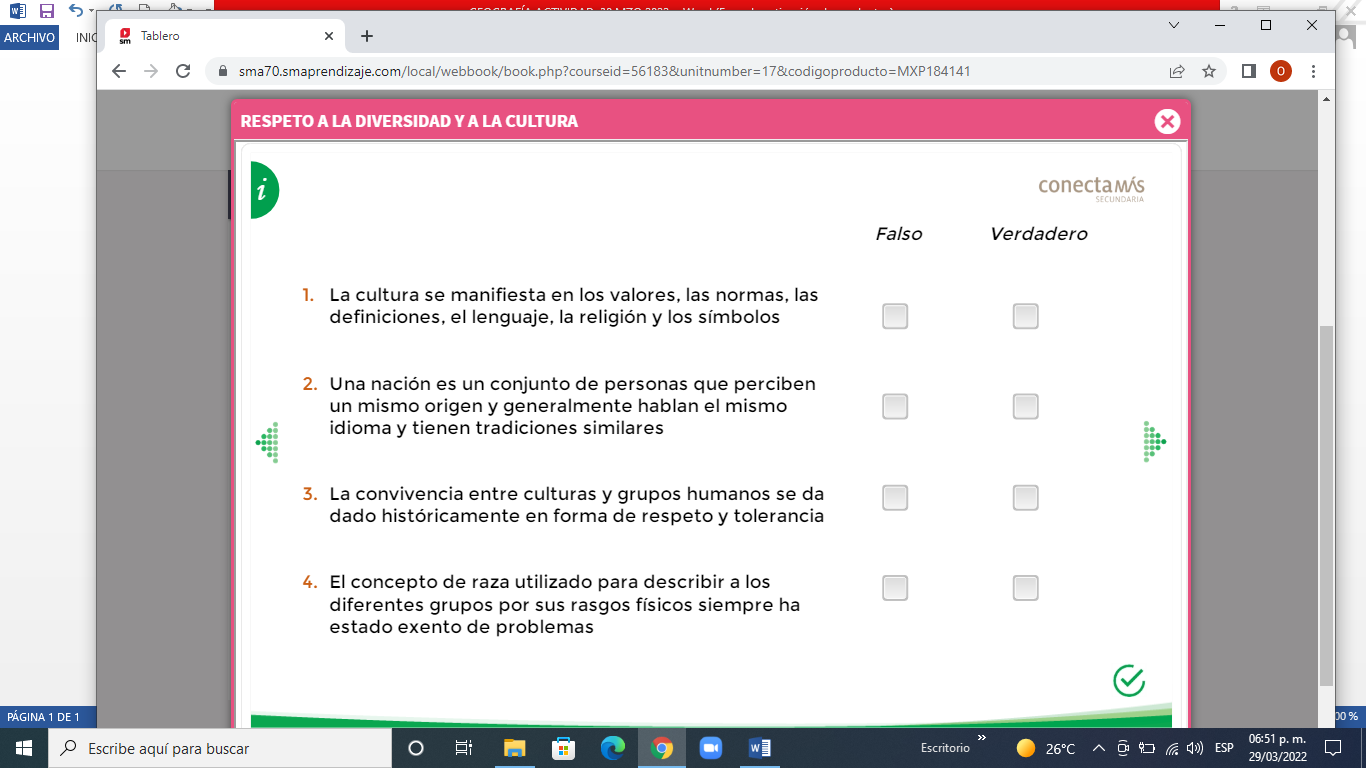 ARCHIVO
INIC
Tablero
sma70.smaprendizaje.com/local/webbook/book.php?courseid=56183&unitnumber=17&codigoproducto=MXP184141
O
RESPETO A LA DIVERSIDAD Y A LA CULTURA
i
conectaMÁS
SECUNDARIA
Falso Verdadero
1. La cultura se manifiesta en los valores, las normas, las
definiciones, el lenguaje, la religión y los símbolos
2. Una nación es un conjunto de personas que perciben
un mismo origen y generalmente hablan el mismo
idioma y tienen tradiciones similares
3. La convivencia entre culturas y grupos humanos se da
dado históricamente en forma de respeto y tolerancia
4. El concepto de raza utilizado para describir a los
diferentes grupos por sus rasgos físicos siempre ha
estado exento de problemas
PÁGINA 1 DE 1
00 %
Escribe aquí para buscar
Escritorio
26°C
ESP
06:51 p. m.
29/03/2022